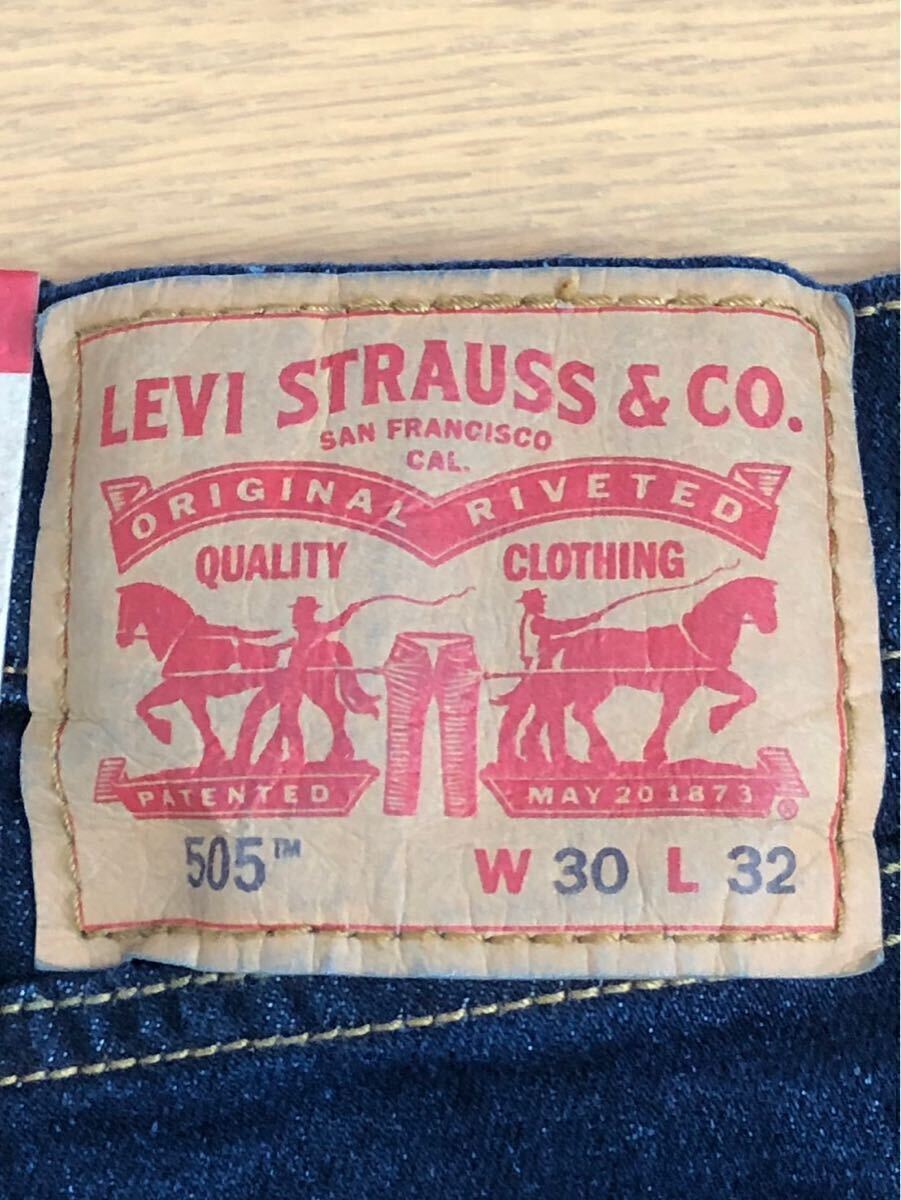 LEVI STRAUSS & CO.
SAN FRANCISCO
CAL.
ORIGINAL RIVETED
QUALITY CLOTHING
PATENTED MAY 20 1873 ®
505™ W 30 L 32